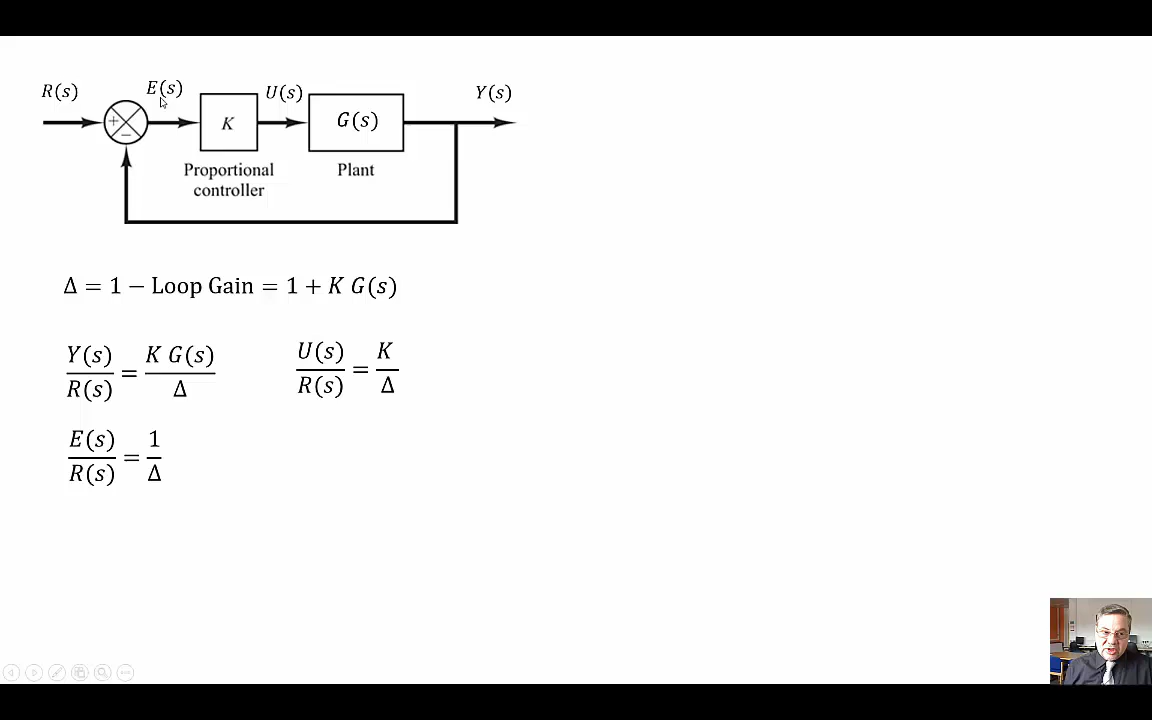 R(s) E(s) U(s) Y(s)
+ K G(s)
−
Proportional Plant
controller
Δ = 1 − Loop Gain = 1 + K G(s)
Y(s)/R(s) = K G(s)/Δ U(s)/R(s) = K/Δ
E(s)/R(s) = 1/Δ